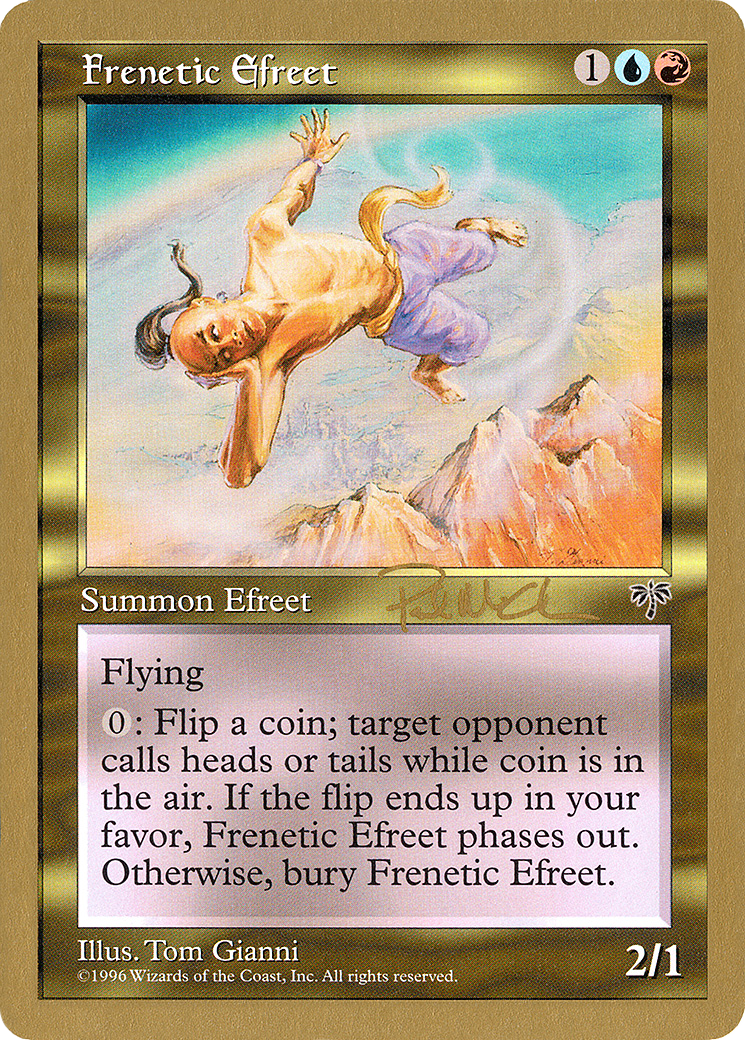 Frenetic Efreet 1
Summon Efreet
Flying
0: Flip a coin; target opponent
calls heads or tails while coin is in
the air. If the flip ends up in your
favor, Frenetic Efreet phases out.
Otherwise, bury Frenetic Efreet.
Illus. Tom Gianni
©1996 Wizards of the Coast, Inc. All rights reserved.
2/1